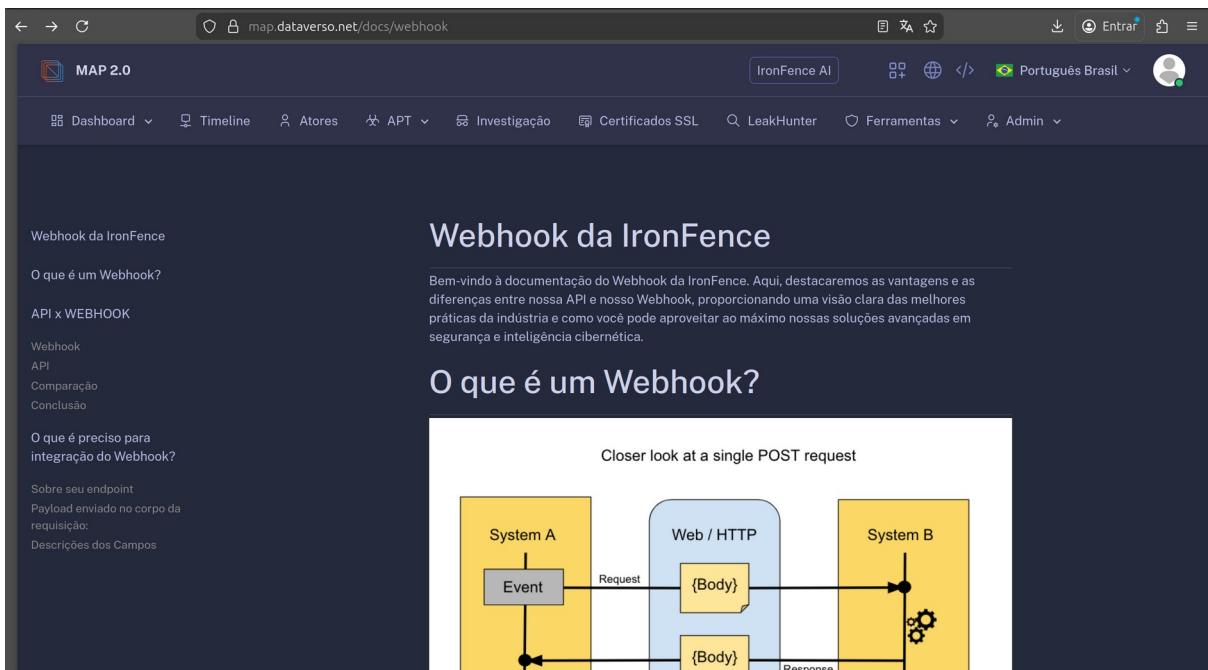 map.dataverso.net/docs/webhook
Entrar
MAP 2.0
IronFence AI
Português Brasil
Dashboard
Timeline
Atores
APT
Investigação
Certificados SSL
LeakHunter
Ferramentas
Admin
Webhook da IronFence
O que é um Webhook?
API x WEBHOOK
Webhook
API
Comparação
Conclusão
O que é preciso para
integração do Webhook?
Sobre seu endpoint
Payload enviado no corpo da
requisição:
Descrições dos Campos
Webhook da IronFence
Bem-vindo à documentação do Webhook da IronFence. Aqui, destacaremos as vantagens e as
diferenças entre nossa API e nosso Webhook, proporcionando uma visão clara das melhores
práticas da indústria e como você pode aproveitar ao máximo nossas soluções avançadas em
segurança e inteligência cibernética.
O que é um Webhook?
Closer look at a single POST request
System A
Web / HTTP
System B
Event
Request
{Body}
{Body}
Response